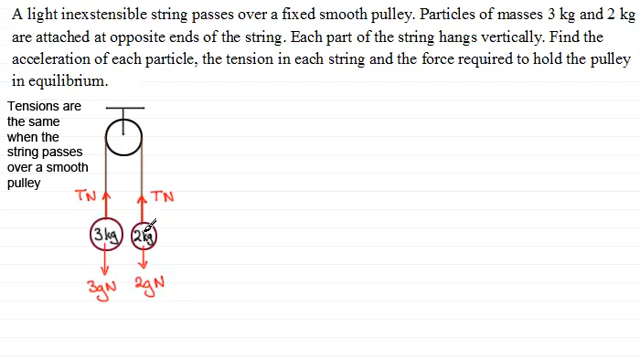 A light inexstensible string passes over a fixed smooth pulley. Particles of masses 3 kg and 2 kg
are attached at opposite ends of the string. Each part of the string hangs vertically. Find the
acceleration of each particle, the tension in each string and the force required to hold the pulley
in equilibrium.
Tensions are
the same
when the
string passes
over a smooth
pulley
TN TN
3kg 2kg
3gN 2gN